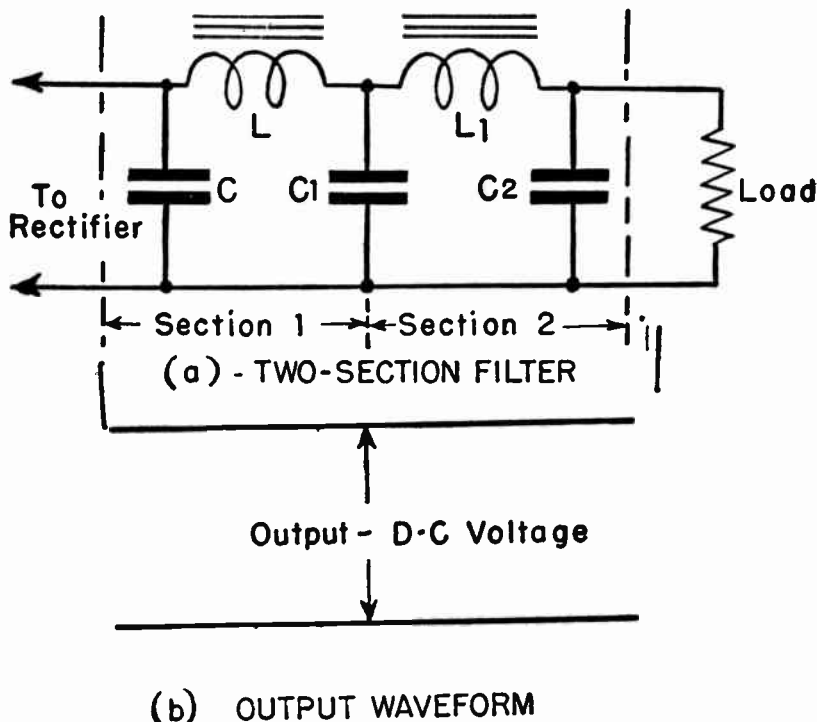 L
L1
C
C1
C2
Load
To
Rectifier
Section 1
Section 2
(a) - TWO-SECTION FILTER
Output - D-C Voltage
(b) OUTPUT WAVEFORM